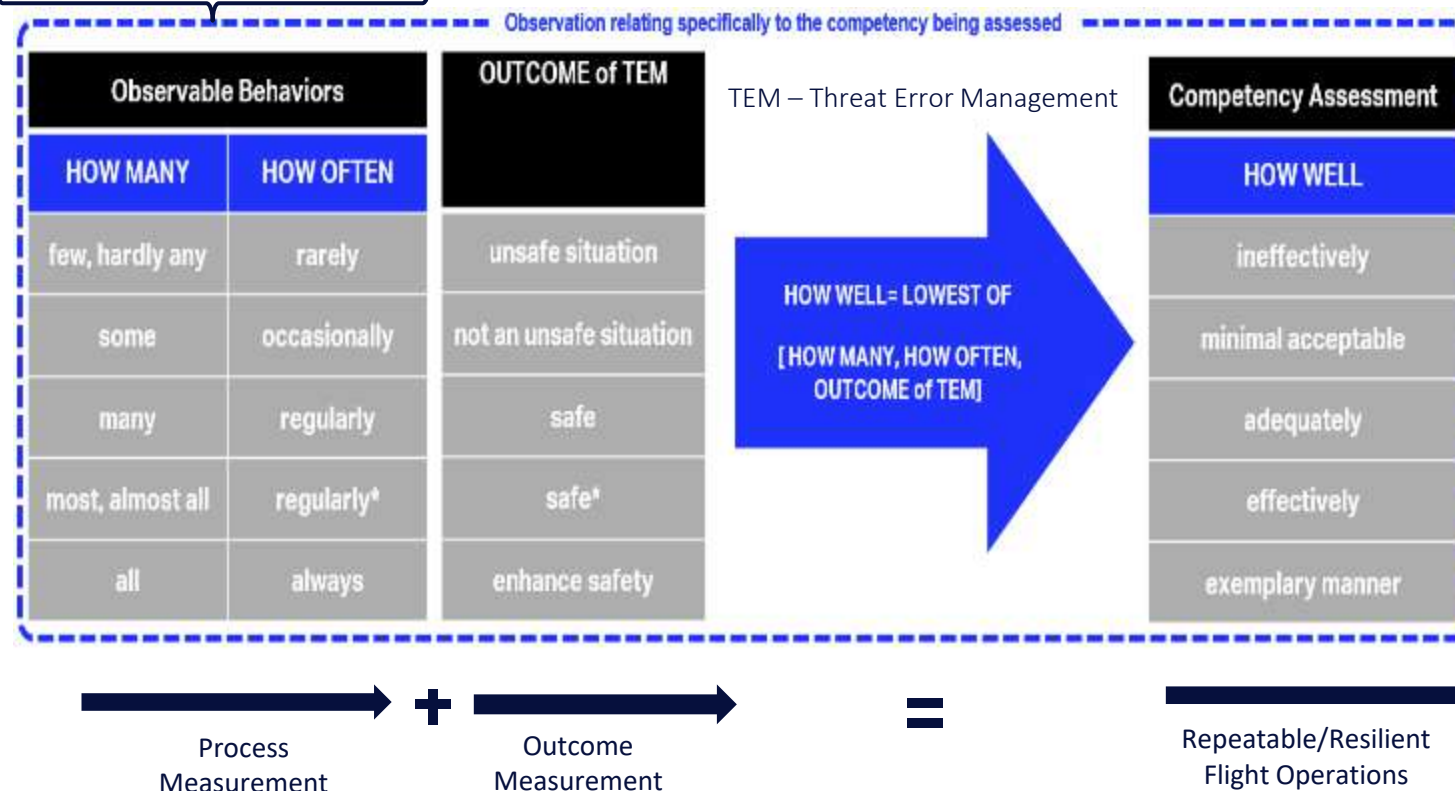 Observation relating specifically to the competency being assessed
Observable Behaviors
HOW MANY
HOW OFTEN
few, hardly any
rarely
some
occasionally
many
regularly
most, almost all
regularly*
all
always
OUTCOME of TEM
unsafe situation
not an unsafe situation
safe
safe*
enhance safety
TEM – Threat Error Management
HOW WELL= LOWEST OF
[ HOW MANY, HOW OFTEN,
OUTCOME of TEM]
Competency Assessment
HOW WELL
ineffectively
minimal acceptable
adequately
effectively
exemplary manner
Process
Measurement
+
Outcome
Measurement
=
Repeatable/Resilient
Flight Operations